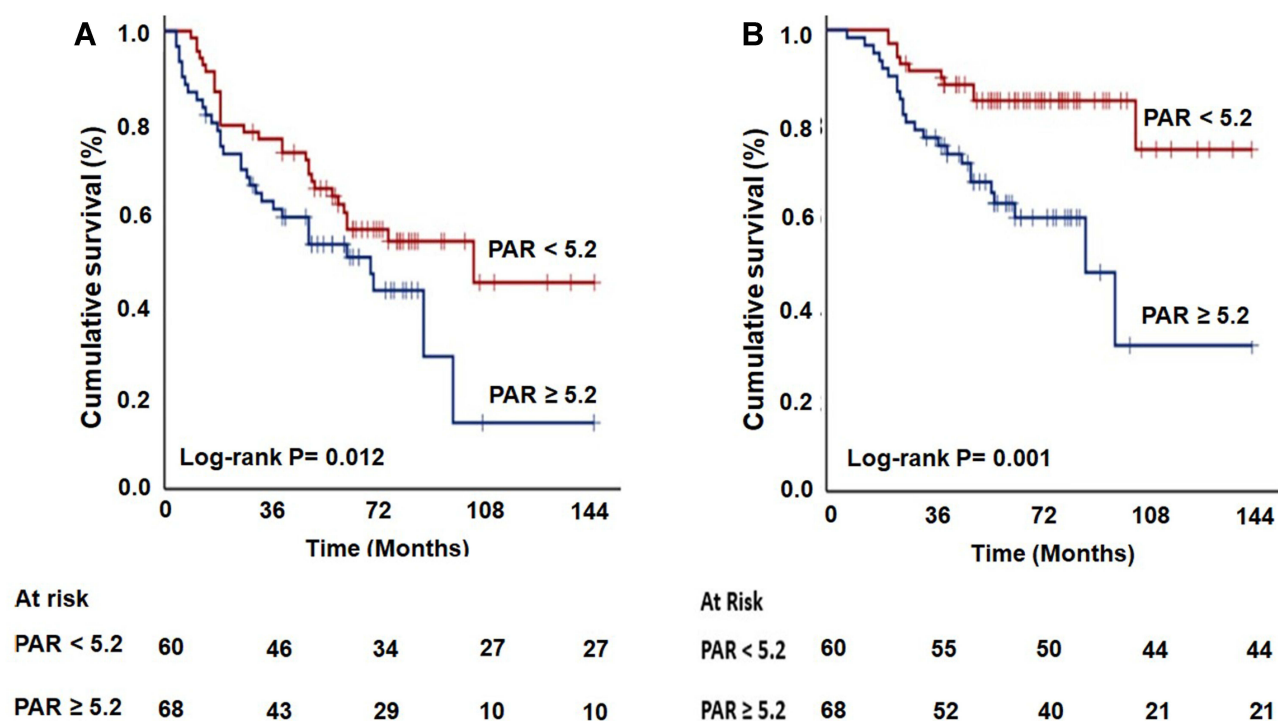 A
Cumulative survival (%)
1.0
0.8
0.6
0.4
0.2
0.0
PAR < 5.2
PAR ≥ 5.2
Log-rank P= 0.012
0 36 72 108 144
Time (Months)
At risk
PAR < 5.2 60 46 34 27 27
PAR ≥ 5.2 68 43 29 10 10
B
Cumulative survival (%)
1.0
0.8
0.6
0.4
0.2
0.0
PAR < 5.2
PAR ≥ 5.2
Log-rank P= 0.001
0 36 72 108 144
Time (Months)
At Risk
PAR < 5.2 60 55 50 44 44
PAR ≥ 5.2 68 52 40 21 21